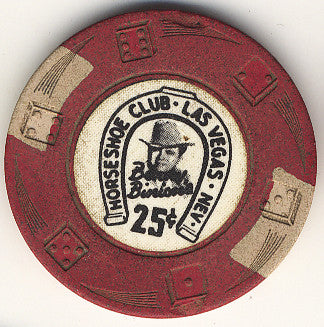 HORSESHOE CLUB · LAS VEGAS · NEV.
Benny
Binion's
25¢